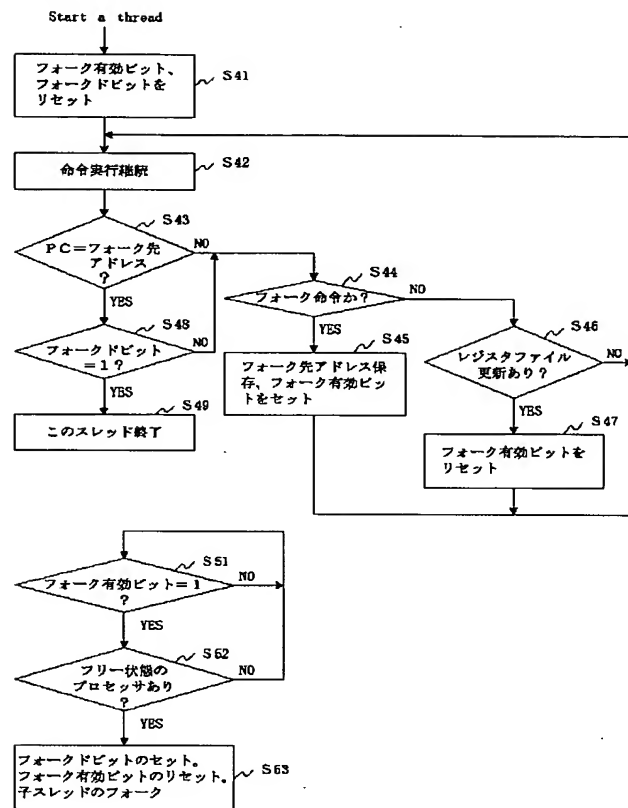 Start a thread
フォーク有効ビット、
フォークドビットを
リセット
S41
命令実行継続
S42
S43
PC=フォーク先
アドレス
?
NO
YES
S44
フォーク命令か?
NO
YES
S48
フォークドビット
=1?
NO
YES
S45
フォーク先アドレス保
存、フォーク有効ビッ
トをセット
S46
レジスタファイル
更新あり?
NO
YES
S49
このスレッド終了
S47
フォーク有効ビットを
リセット
S51
フォーク有効ビット=1
?
NO
YES
S52
フリー状態の
プロセッサあり
?
NO
YES
フォークドビットのセット。
フォーク有効ビットのリセット。
子スレッドのフォーク
S53